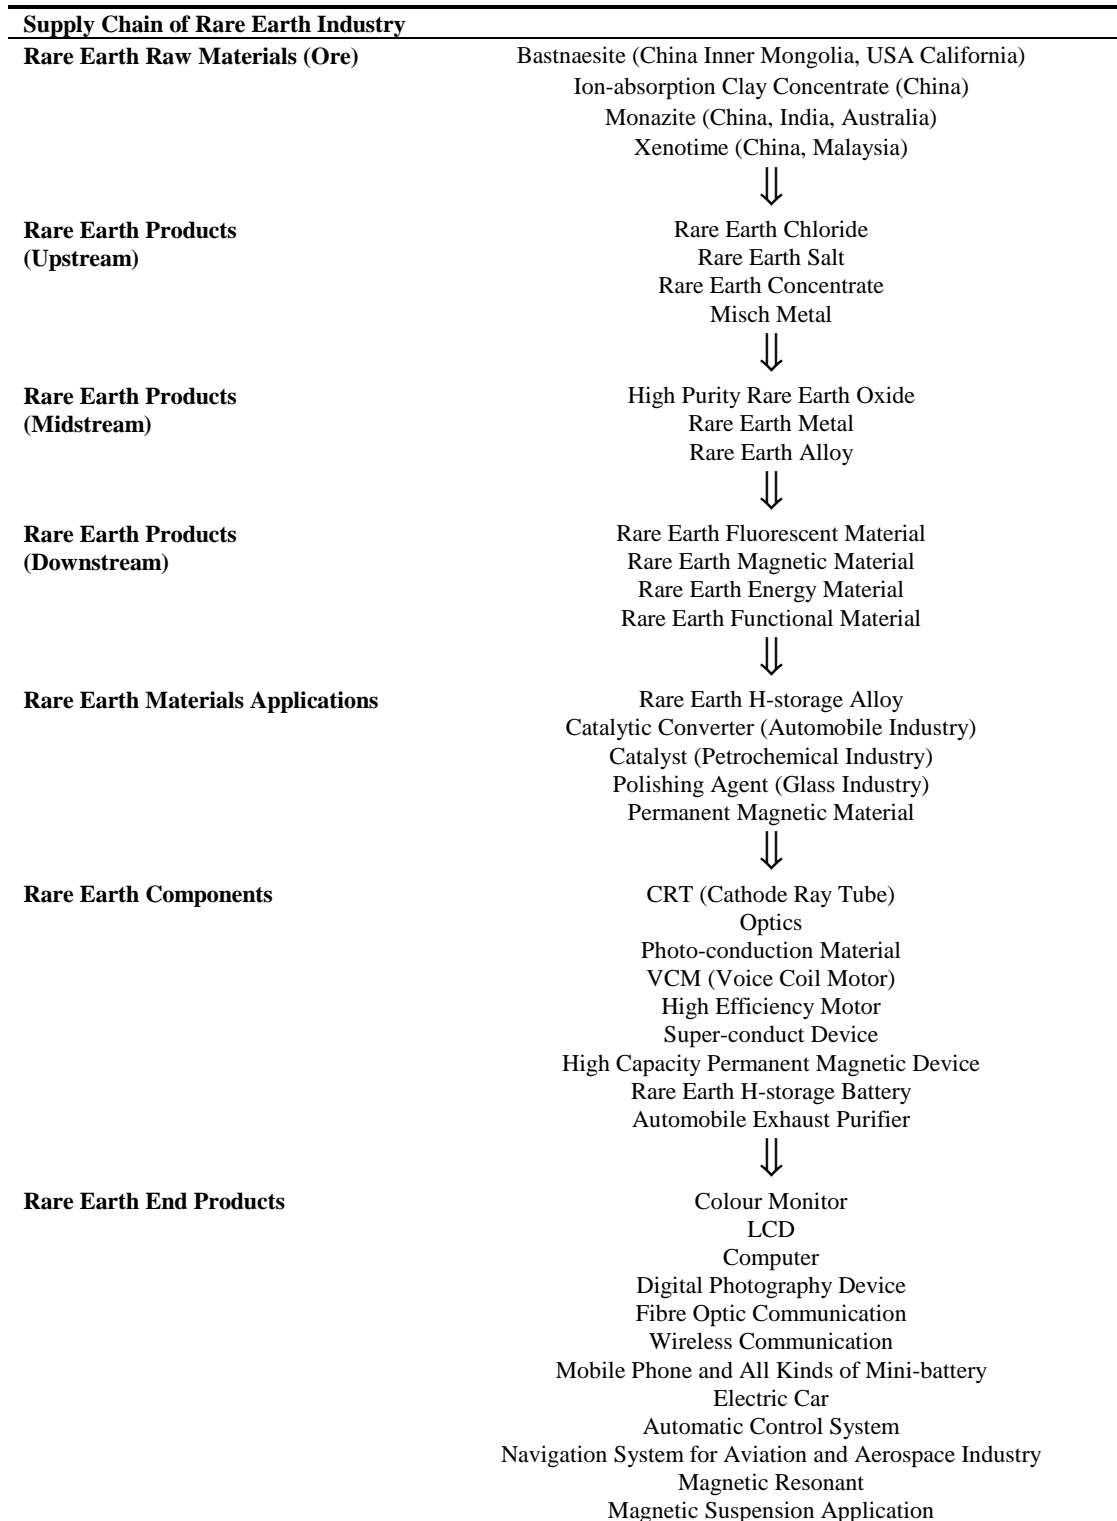 Supply Chain of Rare Earth Industry
Rare Earth Raw Materials (Ore) Bastnaesite (China Inner Mongolia, USA California)
Ion-absorption Clay Concentrate (China)
Monazite (China, India, Australia)
Xenotime (China, Malaysia)
⇓
Rare Earth Products Rare Earth Chloride
(Upstream) Rare Earth Salt
Rare Earth Concentrate
Misch Metal
⇓
Rare Earth Products High Purity Rare Earth Oxide
(Midstream) Rare Earth Metal
Rare Earth Alloy
⇓
Rare Earth Products Rare Earth Fluorescent Material
(Downstream) Rare Earth Magnetic Material
Rare Earth Energy Material
Rare Earth Functional Material
⇓
Rare Earth Materials Applications Rare Earth H-storage Alloy
Catalytic Converter (Automobile Industry)
Catalyst (Petrochemical Industry)
Polishing Agent (Glass Industry)
Permanent Magnetic Material
⇓
Rare Earth Components CRT (Cathode Ray Tube)
Optics
Photo-conduction Material
VCM (Voice Coil Motor)
High Efficiency Motor
Super-conduct Device
High Capacity Permanent Magnetic Device
Rare Earth H-storage Battery
Automobile Exhaust Purifier
⇓
Rare Earth End Products Colour Monitor
LCD
Computer
Digital Photography Device
Fibre Optic Communication
Wireless Communication
Mobile Phone and All Kinds of Mini-battery
Electric Car
Automatic Control System
Navigation System for Aviation and Aerospace Industry
Magnetic Resonant
Magnetic Suspension Application